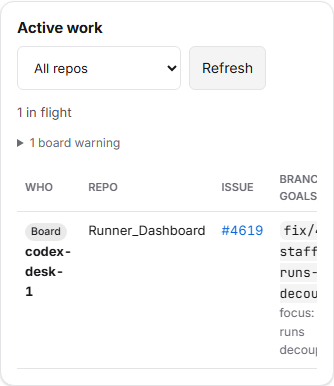 Active work
All repos
Refresh
1 in flight
1 board warning
WHO REPO ISSUE BRANC
GOALS
Board
codex-
desk-
1
Runner_Dashboard
#4619
fix/4
staff
runs-
decou
focus:
runs
decoup